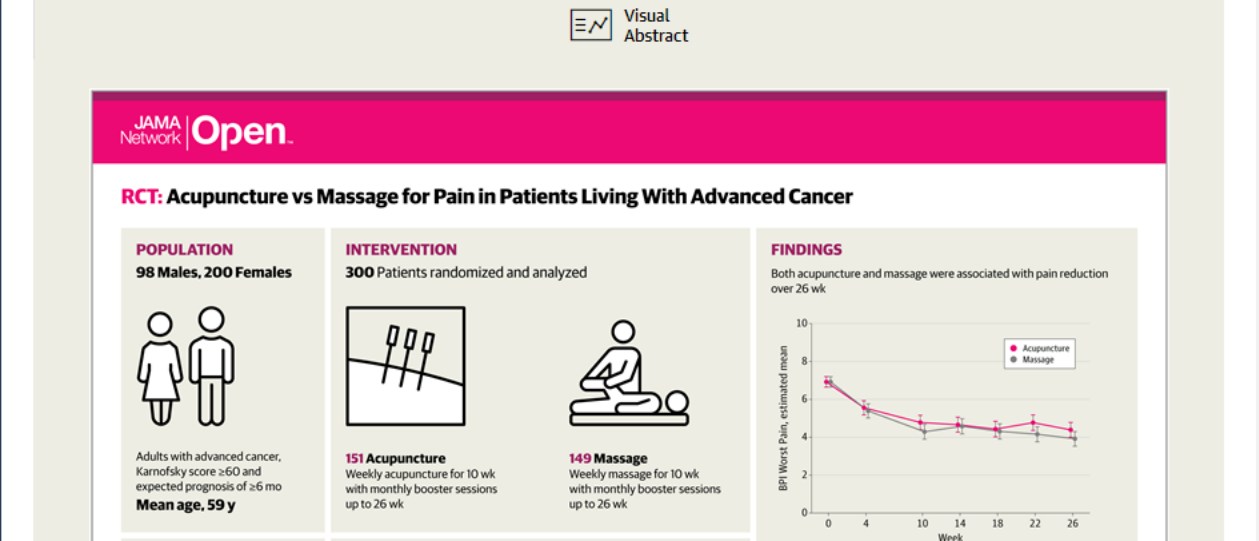 Visual
Abstract
JAMA
Network
Open™
RCT: Acupuncture vs Massage for Pain in Patients Living With Advanced Cancer
POPULATION
98 Males, 200 Females
Adults with advanced cancer,
Karnofsky score ≥60 and
expected prognosis of ≥6 mo
Mean age, 59 y
INTERVENTION
300 Patients randomized and analyzed
151 Acupuncture
Weekly acupuncture for 10 wk
with monthly booster sessions
up to 26 wk
149 Massage
Weekly massage for 10 wk
with monthly booster sessions
up to 26 wk
FINDINGS
Both acupuncture and massage were associated with pain reduction
over 26 wk
BPI Worst Pain, estimated mean
10
8
6
4
2
0
Acupuncture
Massage
0 4 10 14 18 22 26
Week